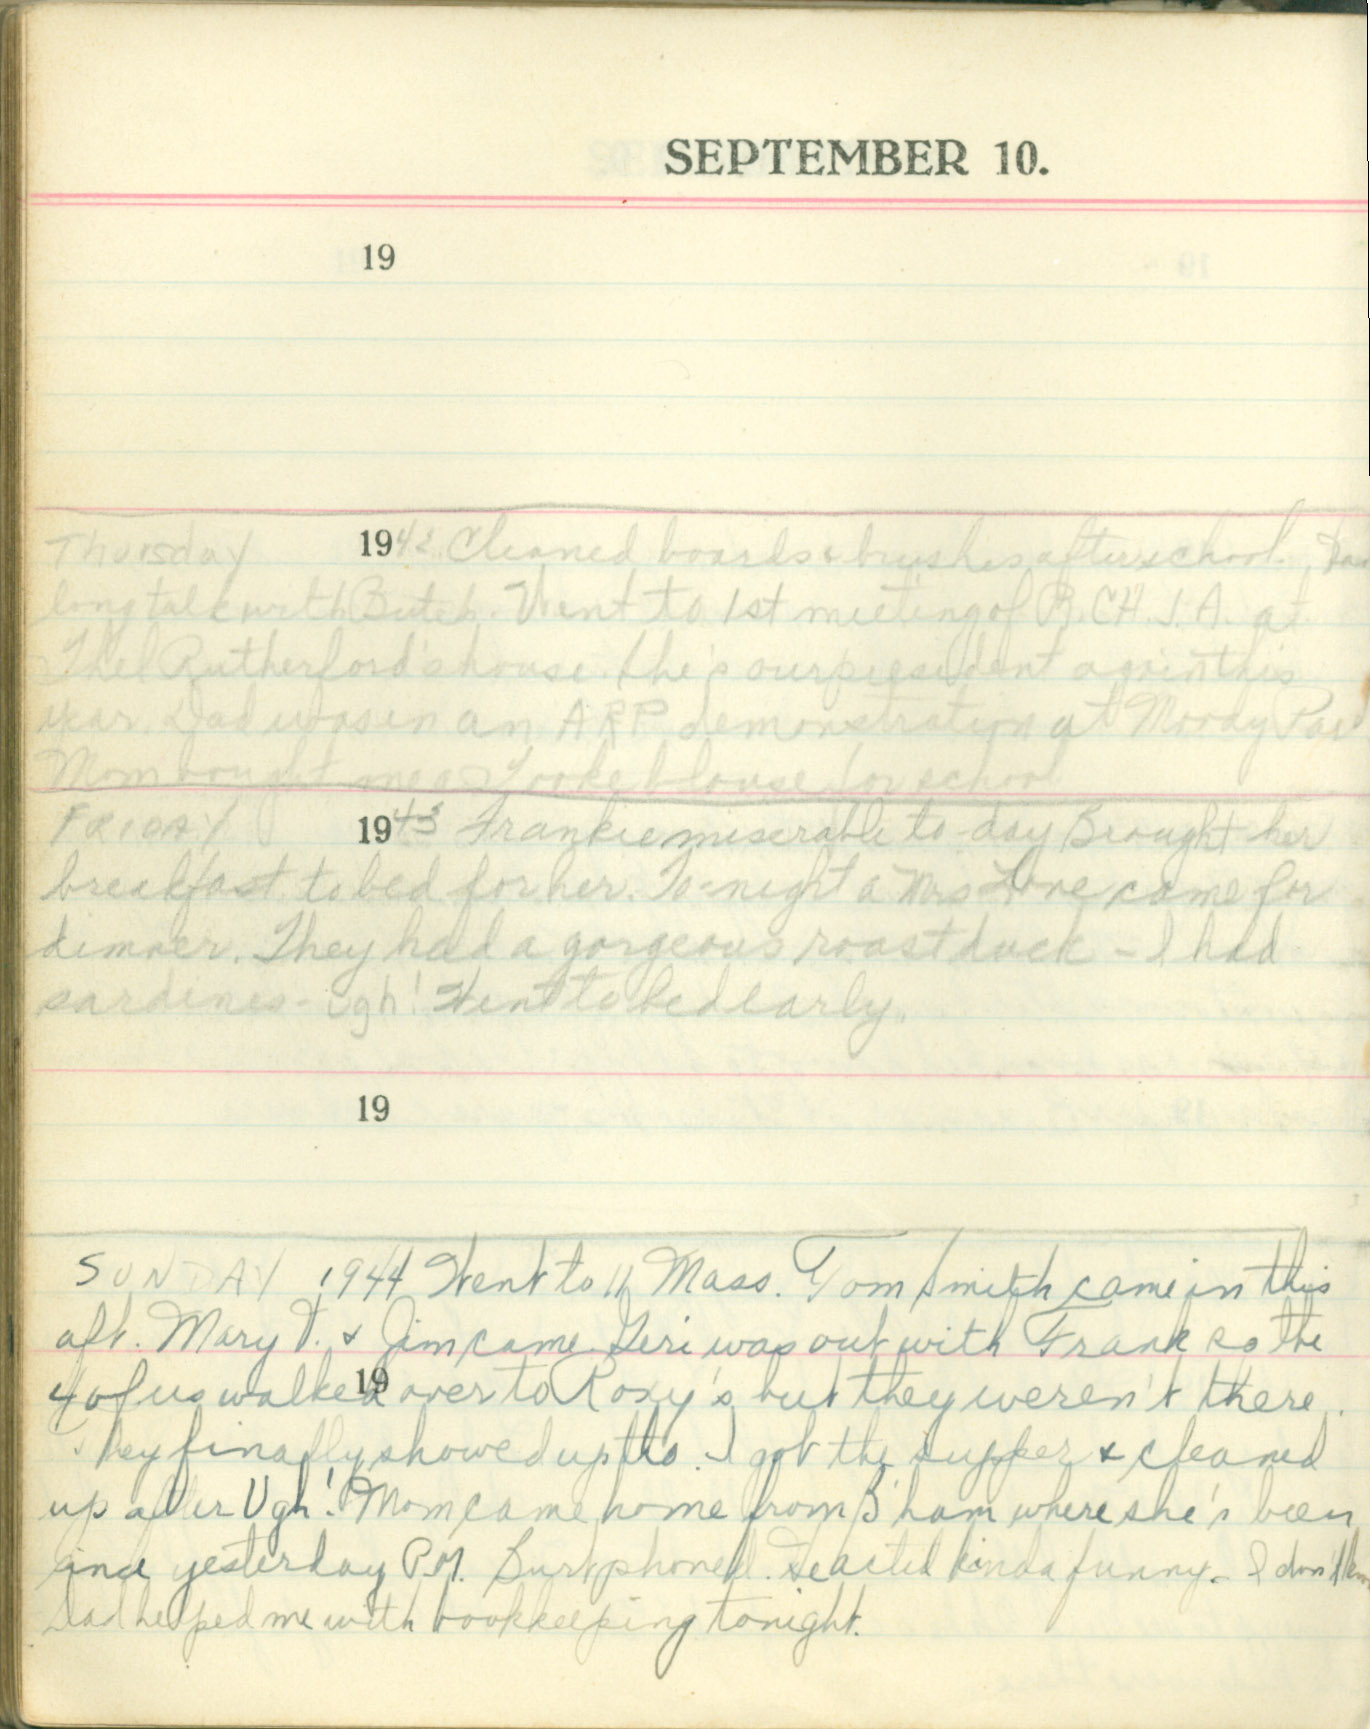 SEPTEMBER 10.
19
Thursday 1942 Cleaned boards & brushes after school. Had
long talk with Butch. Went to 1st meeting of R.C.H.J.A. at
Thel Rutherford's house. She's our president again this
year. Dad was in an ARP demonstration at Moody Park
Mom bought me a blouse for school
FRIDAY 1943 Frankie miserable to-day Brought her
breakfast to bed for her. To-night a Mrs Love came for
dinner. They had a gorgeous roast duck - I had
sardines - Ugh! Went to bed early.
19
SUNDAY 1944 Went to 11 Mass. Tom Smith came in this
aft. Mary T. & Jim came. Geri was out with Frank so the
19
4 of us walked over to Roxy's but they weren't there.
They finally showed up tho. I got the supper & cleaned
up after Ugh! Mom came home from B'ham where she's been
since yesterday P.M. Burt phoned. He acted kinda funny - I don't know
Dad helped me with bookkeeping tonight.